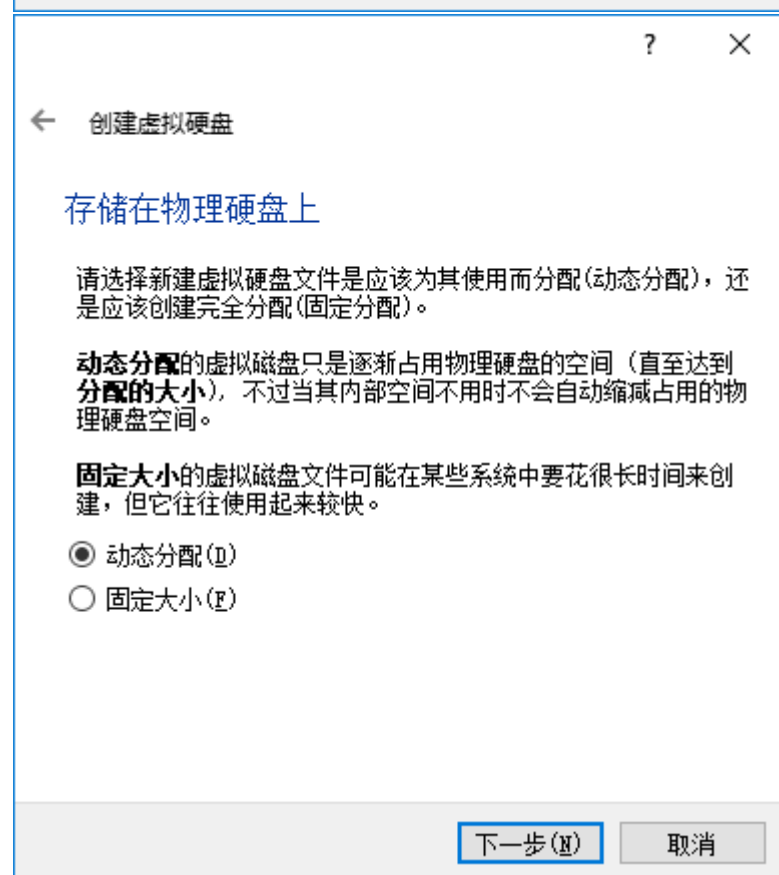 ?
创建虚拟硬盘
存储在物理硬盘上
请选择新建虚拟硬盘文件是应该为其使用而分配(动态分配)，还
是应该创建完全分配(固定分配)。
动态分配的虚拟磁盘只是逐渐占用物理硬盘的空间（直至达到
分配的大小），不过当其内部空间不用时不会自动缩减占用的物
理硬盘空间。
固定大小的虚拟磁盘文件可能在某些系统中要花很长时间来创
建，但它往往使用起来较快。
动态分配(D)
固定大小(F)
下一步(N) 取消